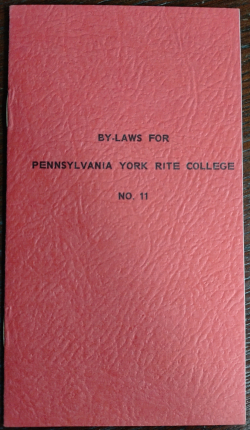 BY-LAWS FOR
PENNSYLVANIA YORK RITE COLLEGE
NO. 11